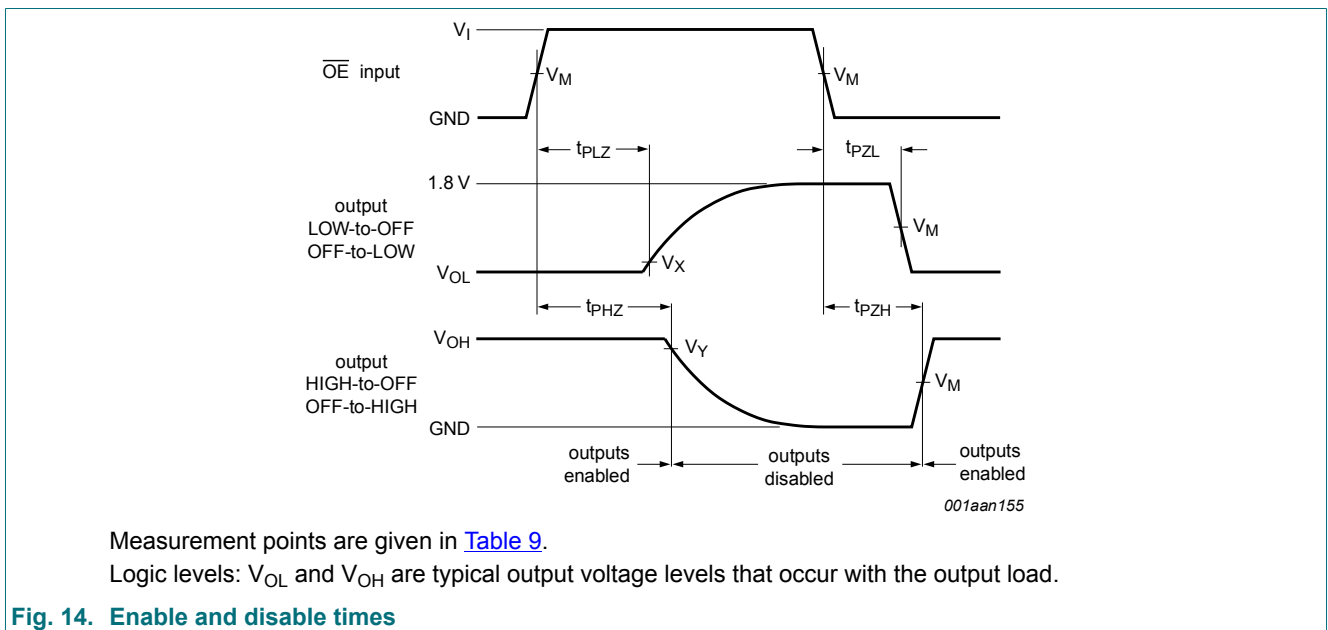 V_I
OE input
V_M
V_M
GND
t_PLZ
t_PZL
1.8 V
output
LOW-to-OFF
OFF-to-LOW
V_M
V_X
V_OL
t_PHZ
t_PZH
V_OH
V_Y
output
HIGH-to-OFF
OFF-to-HIGH
V_M
GND
outputs
enabled
outputs
disabled
outputs
enabled
001aan155
Measurement points are given in Table 9.
Logic levels: V_OL and V_OH are typical output voltage levels that occur with the output load.
Fig. 14. Enable and disable times